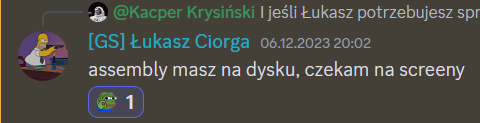 @Kacper Krysiński I jeśli Łukasz potrzebujesz spr
[GS] Łukasz Ciorga 06.12.2023 20:02
assembly masz na dysku, czekam na screeny
1